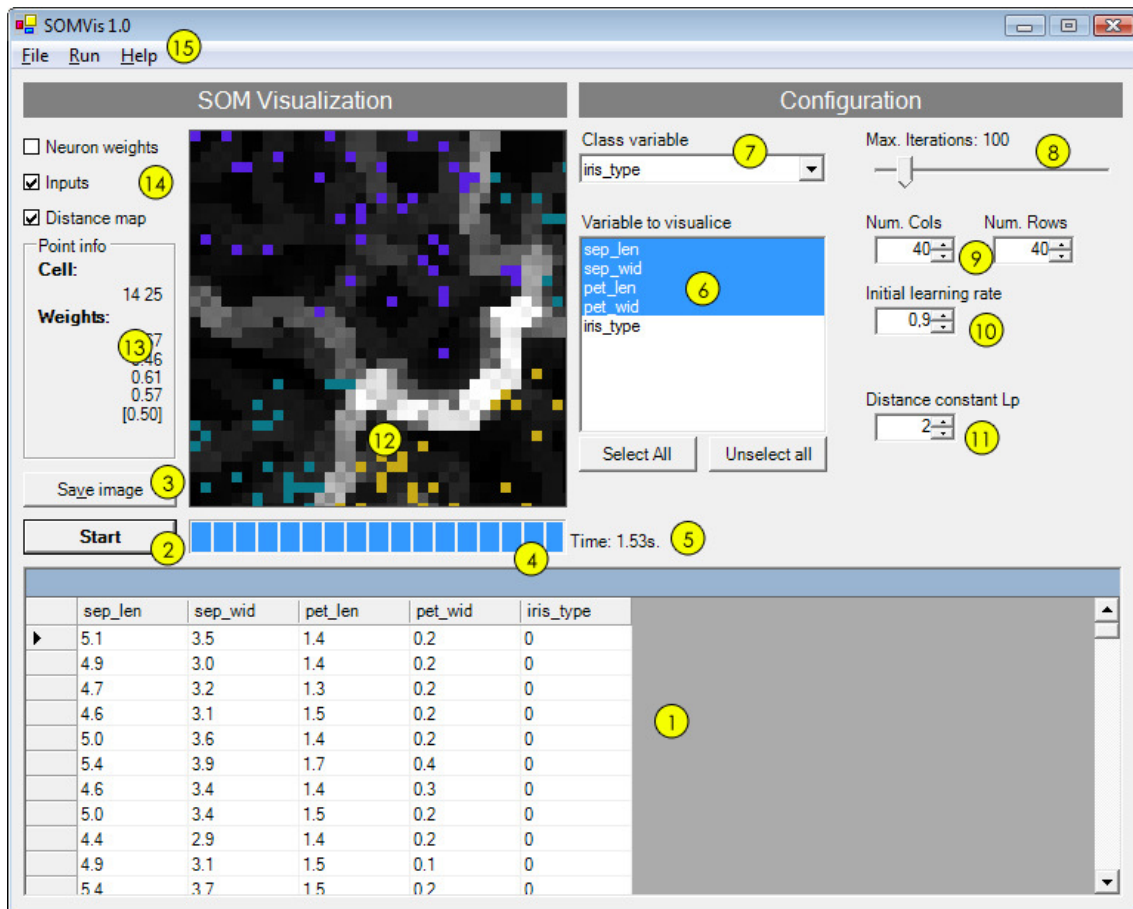 SOMVis 1.0
File Run Help 15
SOM Visualization
Neuron weights
Inputs
14
Distance map
Point info
Cell:
14 25
Weights:
13
0.61
0.57
[0.50]
12
Save image 3
Start 2
4
Time: 1.53s. 5
Configuration
Class variable 7
iris_type
Variable to visualice
sep_len
sep_wid
pet_len
pet_wid
6
iris_type
Select All Unselect all
Max. Iterations: 100 8
Num. Cols Num. Rows
40 9 40
Initial learning rate
0,9 10
Distance constant Lp
2 11
sep_len sep_wid pet_len pet_wid iris_type
5.1 3.5 1.4 0.2 0
4.9 3.0 1.4 0.2 0
4.7 3.2 1.3 0.2 0
4.6 3.1 1.5 0.2 0
5.0 3.6 1.4 0.2 0
1
5.4 3.9 1.7 0.4 0
4.6 3.4 1.4 0.3 0
5.0 3.4 1.5 0.2 0
4.4 2.9 1.4 0.2 0
4.9 3.1 1.5 0.1 0
5.4 3.7 1.5 0.2 0